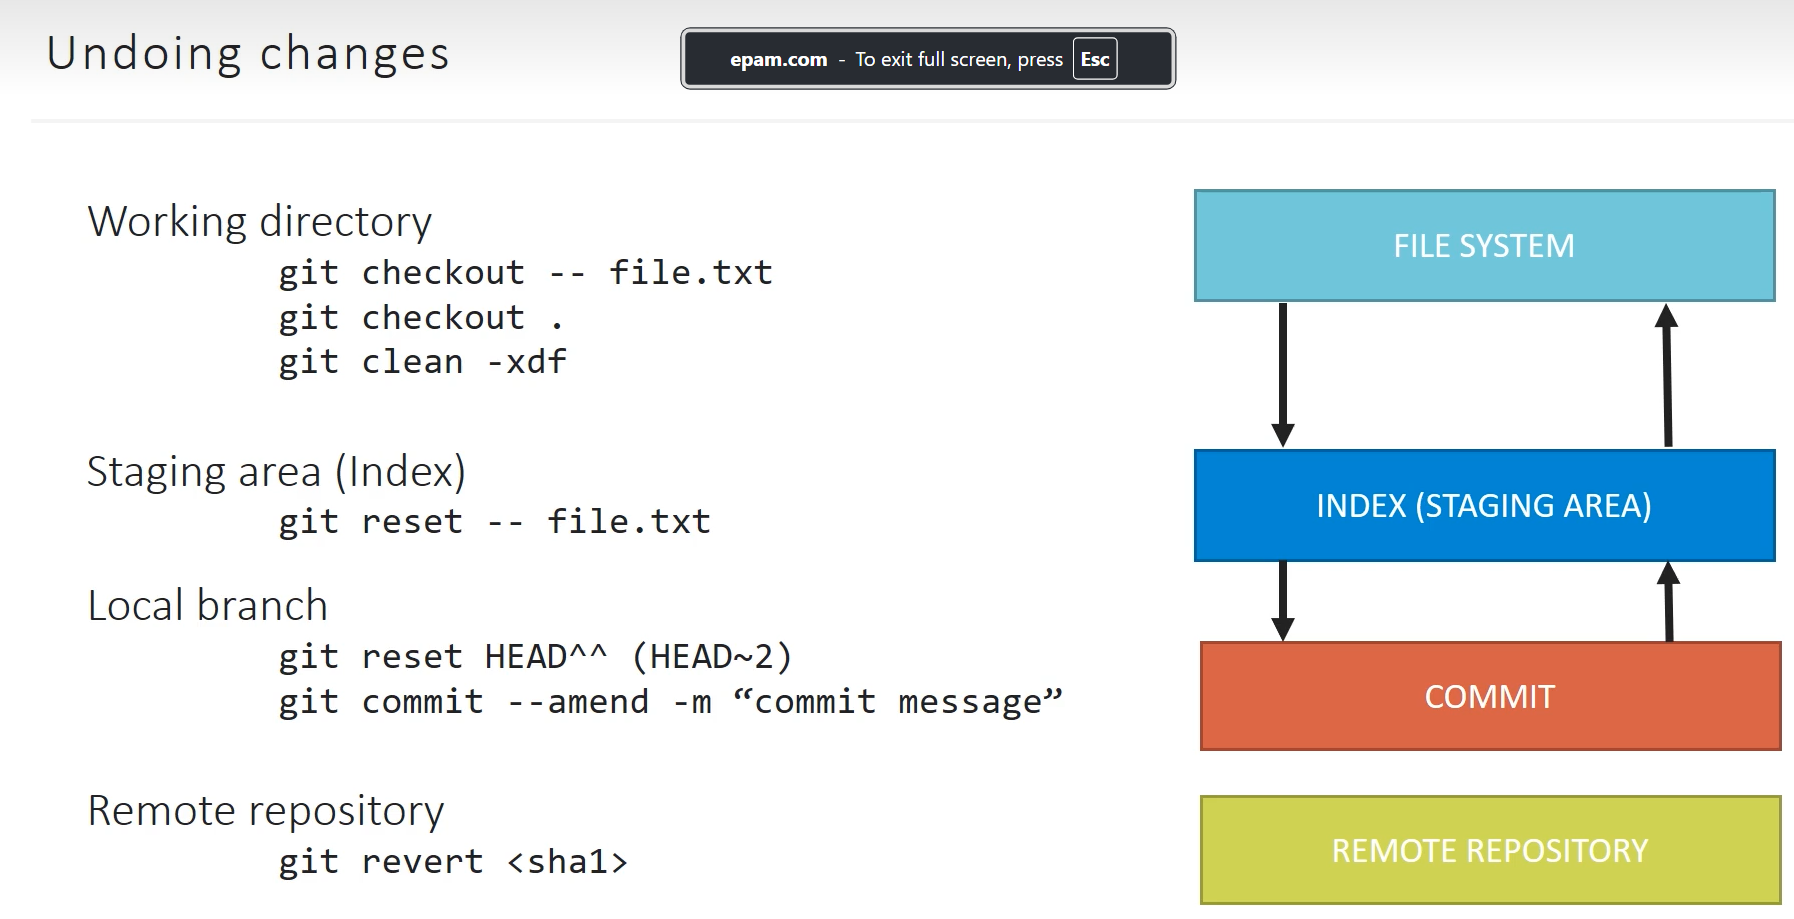 Undoing changes
epam.com - To exit full screen, press Esc
Working directory
git checkout -- file.txt
git checkout .
git clean -xdf
Staging area (Index)
git reset -- file.txt
Local branch
git reset HEAD^^ (HEAD~2)
git commit --amend -m “commit message”
Remote repository
git revert <sha1>
FILE SYSTEM
INDEX (STAGING AREA)
COMMIT
REMOTE REPOSITORY